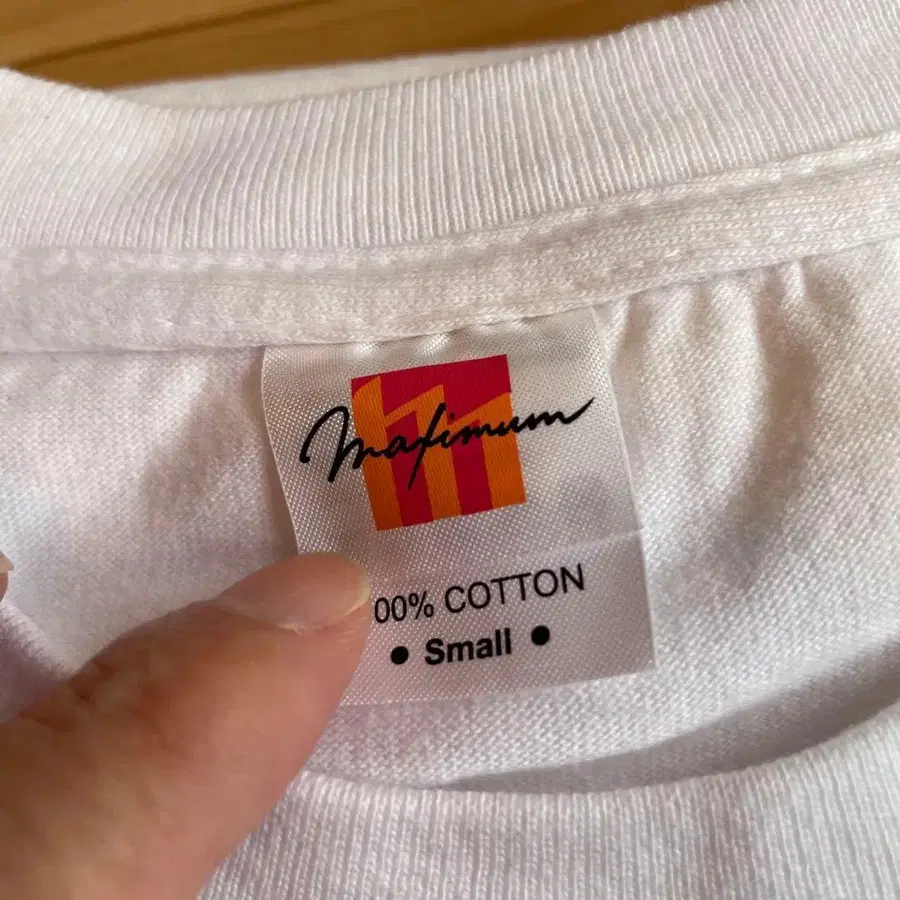 Maximum
00% COTTON
• Small •